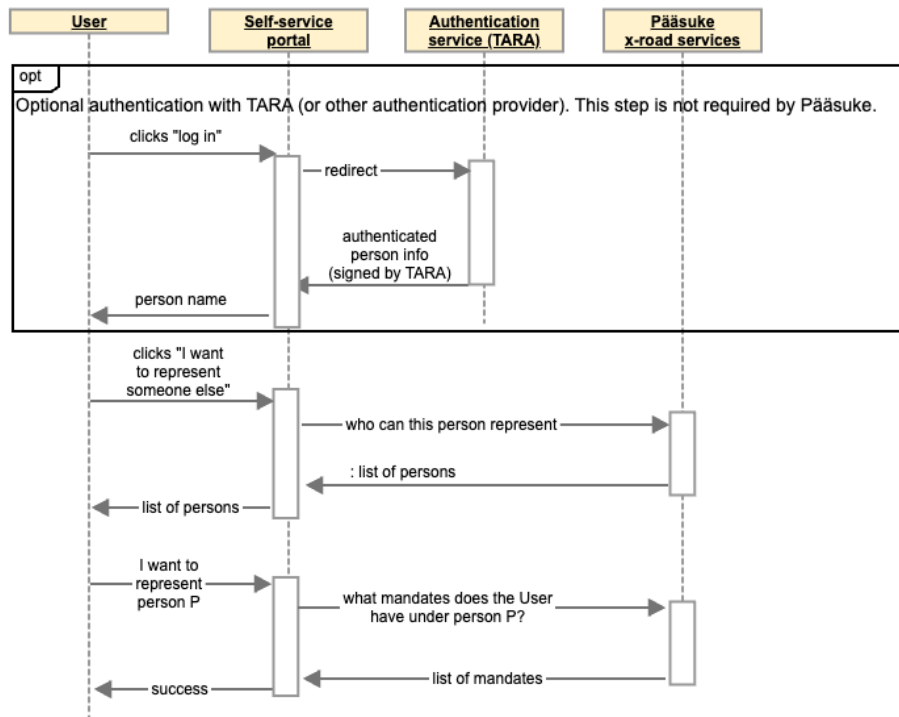 User
Self-service
portal
Authentication
service (TARA)
Pääsuke
x-road services
opt
Optional authentication with TARA (or other authentication provider). This step is not required by Pääsuke.
clicks "log in"
redirect
authenticated
person info
(signed by TARA)
person name
clicks "I want
to represent
someone else"
who can this person represent
: list of persons
list of persons
I want to
represent
person P
what mandates does the User
have under person P?
list of mandates
success